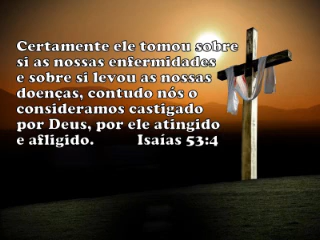 Certamente ele tomou sobre
si as nossas enfermidades
e sobre si levou as nossas
doenças, contudo nós o
consideramos castigado
por Deus, por ele atingido
e afligido. Isaías 53:4